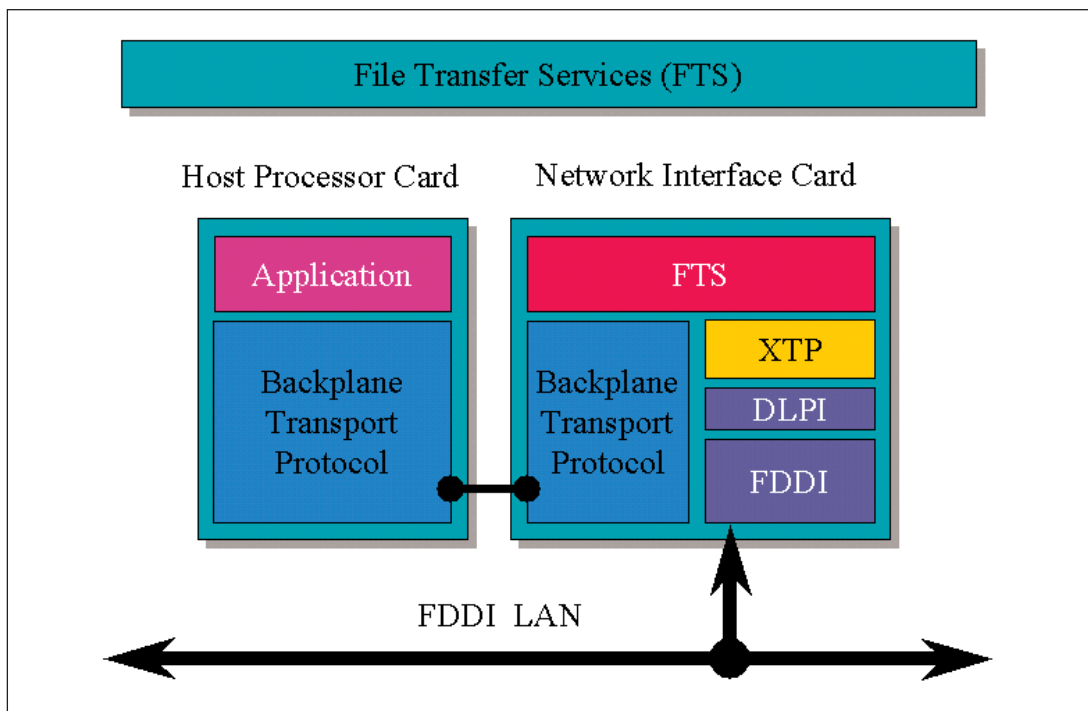 File Transfer Services (FTS)
Host Processor Card
Network Interface Card
Application
Backplane
Transport
Protocol
FTS
Backplane
Transport
Protocol
XTP
DLPI
FDDI
FDDI LAN